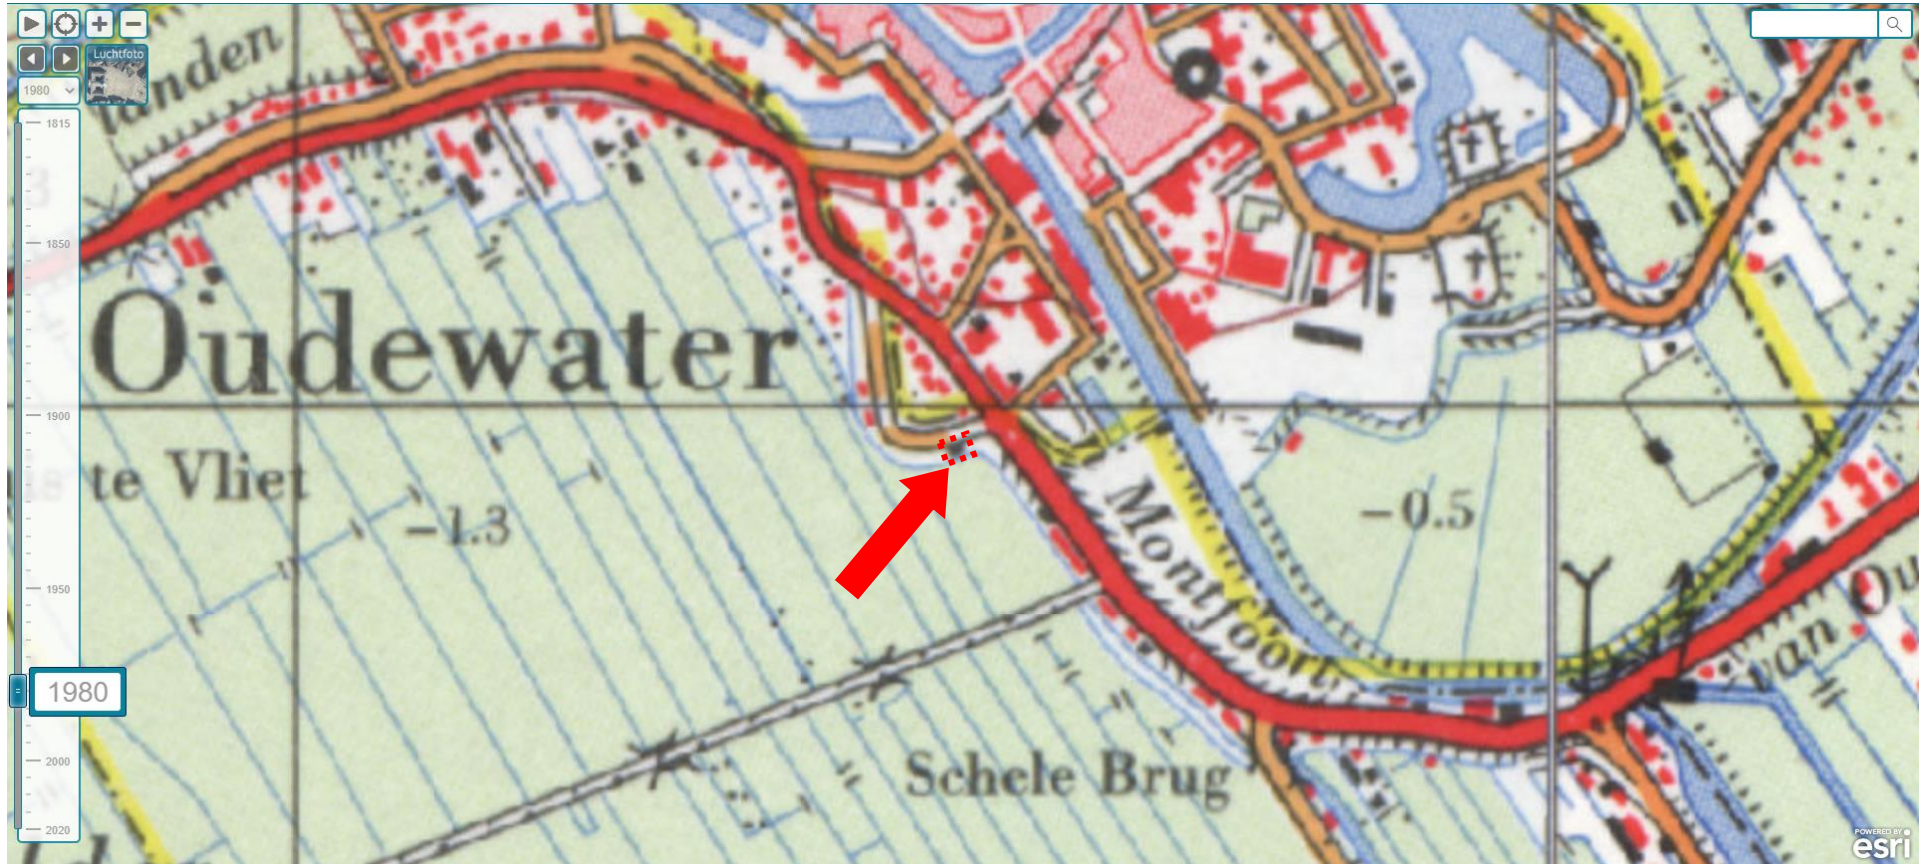 Luchtfoto
1980
1815
1850
1900
1950
1980
2000
2020
landen
Oudewater
te Vliet
-1.3
-0.5
Montfoort
Schele Brug
van
Ou
POWERED BY
esri